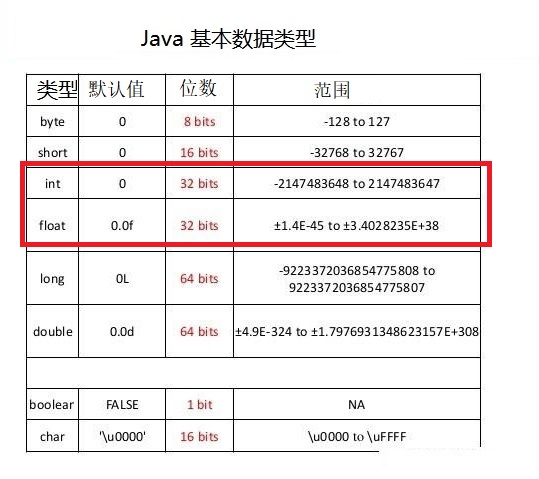 Java 基本数据类型
类型 默认值 位数 范围
byte 0 8 bits -128 to 127
short 0 16 bits -32768 to 32767
int 0 32 bits -2147483648 to 2147483647
float 0.0f 32 bits ±1.4E-45 to ±3.4028235E+38
long 0L 64 bits -9223372036854775808 to
9223372036854775807
double 0.0d 64 bits ±4.9E-324 to ±1.7976931348623157E+308
boolear FALSE 1 bit NA
char '\u0000' 16 bits \u0000 to \uFFFF